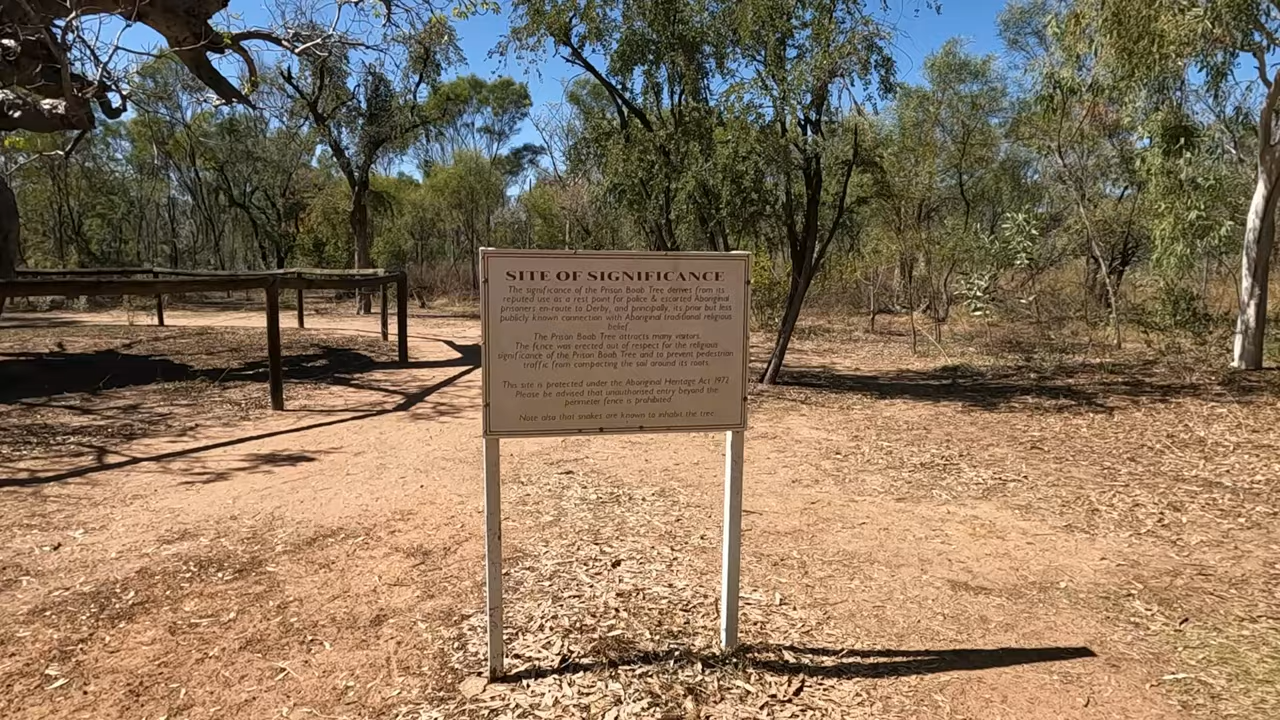 SITE OF SIGNIFICANCE
The significance of the Prison Boab Tree derives from its
reputed use as a rest point for police & escorted Aboriginal
prisoners en-route to Derby, and principally, its prior but less
publicly known connection with Aboriginal traditional religious
belief.
The Prison Boab Tree attracts many visitors.
The fence was erected out of respect for the religious
significance of the Prison Boab Tree and to prevent pedestrian
traffic from compacting the soil around its roots.
This site is protected under the Aboriginal Heritage Act 1972
Please be advised that unauthorised entry beyond the
perimeter fence is prohibited.
Note also that snakes are known to inhabit the tree.